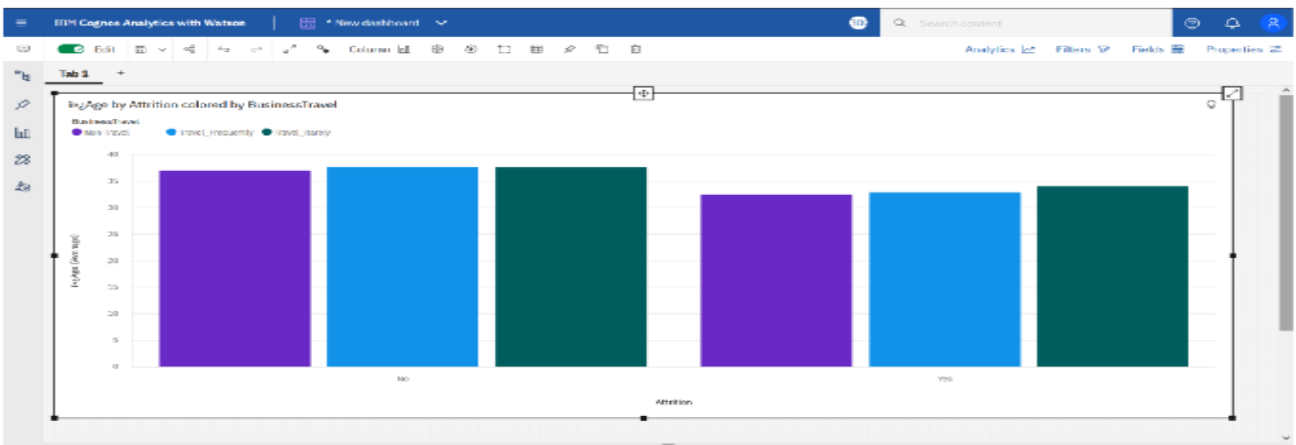 IBM Cognos Analytics with Watson
* New dashboard
Search content
Edit
Column
Analytics
Filters
Fields
Properties
Tab 1 +
ï»¿Age by Attrition colored by BusinessTravel
BusinessTravel
Non-Travel Travel_Frequently Travel_Rarely
40
35
30
25
20
15
10
5
0
ï»¿Age (Average)
No Yes
Attrition